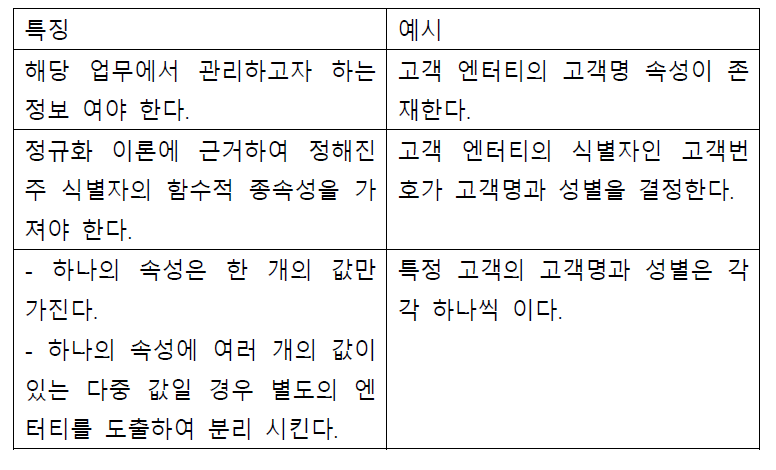 특징
예시
해당 업무에서 관리하고자 하는
정보 여야 한다.
고객 엔터티의 고객명 속성이 존
재한다.
정규화 이론에 근거하여 정해진
주 식별자의 함수적 종속성을 가
져야 한다.
고객 엔터티의 식별자인 고객번
호가 고객명과 성별을 결정한다.
- 하나의 속성은 한 개의 값만
가진다.
- 하나의 속성에 여러 개의 값이
있는 다중 값일 경우 별도의 엔
터티를 도출하여 분리 시킨다.
특정 고객의 고객명과 성별은 각
각 하나씩 이다.